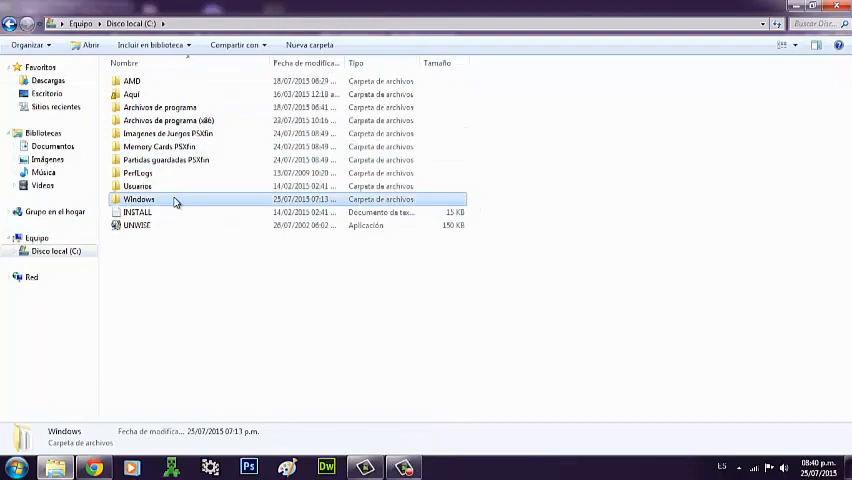 Equipo ▸ Disco local (C:) ▸
Buscar Disc...
Organizar ▾ Abrir Incluir en biblioteca ▾ Compartir con ▾ Nueva carpeta
Nombre Fecha de modifica... Tipo Tamaño
Favoritos
Descargas
Escritorio
Sitios recientes
Bibliotecas
Documentos
Imágenes
Música
Vídeos
Grupo en el hogar
Equipo
Disco local (C:)
Red
AMD 18/07/2015 06:29 ... Carpeta de archivos
Aquí 16/03/2015 12:18 a... Carpeta de archivos
Archivos de programa 18/07/2015 06:41 ... Carpeta de archivos
Archivos de programa (x86) 23/07/2015 10:16 ... Carpeta de archivos
Imagenes de Juegos PSXfin 24/07/2015 08:49 ... Carpeta de archivos
Memory Cards PSXfin 24/07/2015 08:49 ... Carpeta de archivos
Partidas guardadas PSXfin 24/07/2015 08:49 ... Carpeta de archivos
PerfLogs 13/07/2009 10:20 ... Carpeta de archivos
Usuarios 14/02/2015 02:41 ... Carpeta de archivos
Windows 25/07/2015 07:13 ... Carpeta de archivos
INSTALL 14/02/2015 02:41 ... Documento de tex... 15 KB
UNWISE 26/07/2002 06:02 ... Aplicación 150 KB
Windows Fecha de modifica... 25/07/2015 07:13 p.m.
Carpeta de archivos
Ps
Dw
ES
08:40 p.m.
25/07/2015